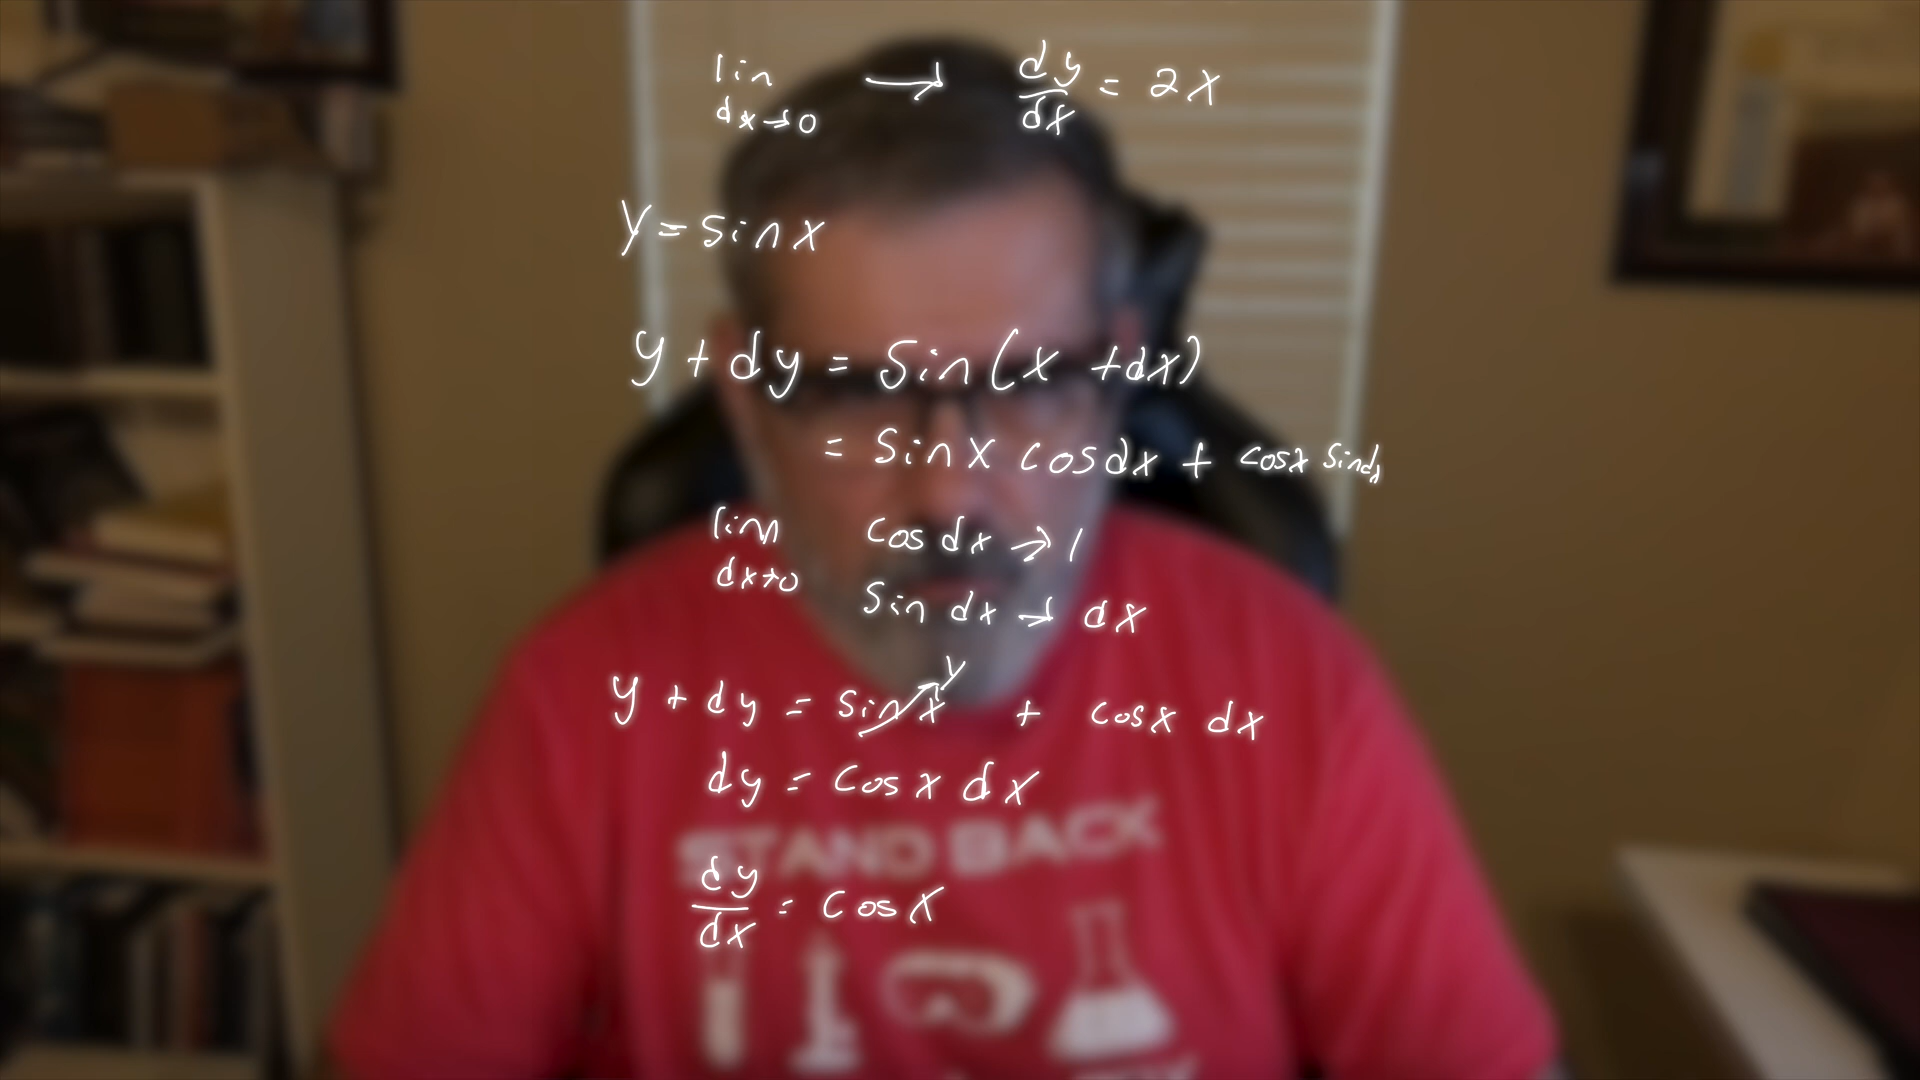 lim dx→0 → dy/dx = 2x
y = sin x
y + dy = sin(x + dx)
= sin x cos dx + cos x sin dx
lim dx→0 cos dx → 1
sin dx → dx
y + dy = sin x → y + cos x dx
dy = cos x dx
STAND BACK
dy/dx = cos x